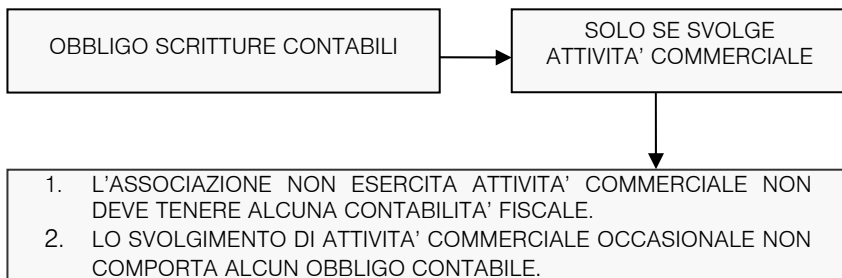 OBBLIGO SCRITTURE CONTABILI
SOLO SE SVOLGE
ATTIVITA' COMMERCIALE
1. L'ASSOCIAZIONE NON ESERCITA ATTIVITA' COMMERCIALE NON
DEVE TENERE ALCUNA CONTABILITA' FISCALE.
2. LO SVOLGIMENTO DI ATTIVITA' COMMERCIALE OCCASIONALE NON
COMPORTA ALCUN OBBLIGO CONTABILE.